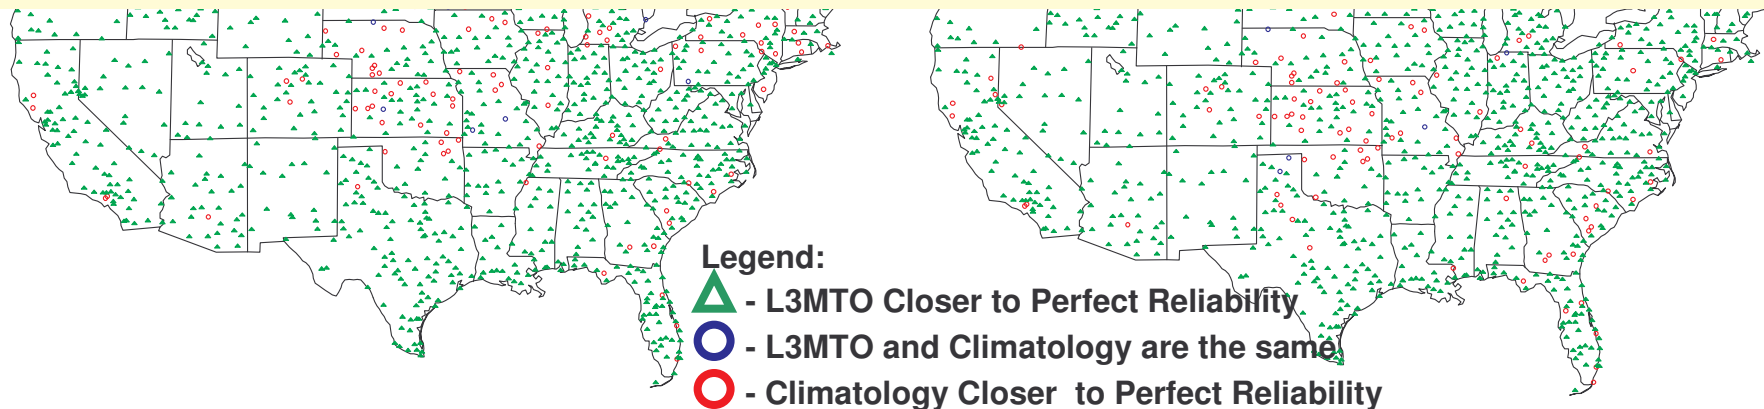 Legend:
- L3MTO Closer to Perfect Reliability
- L3MTO and Climatology are the same
- Climatology Closer  to Perfect Reliability